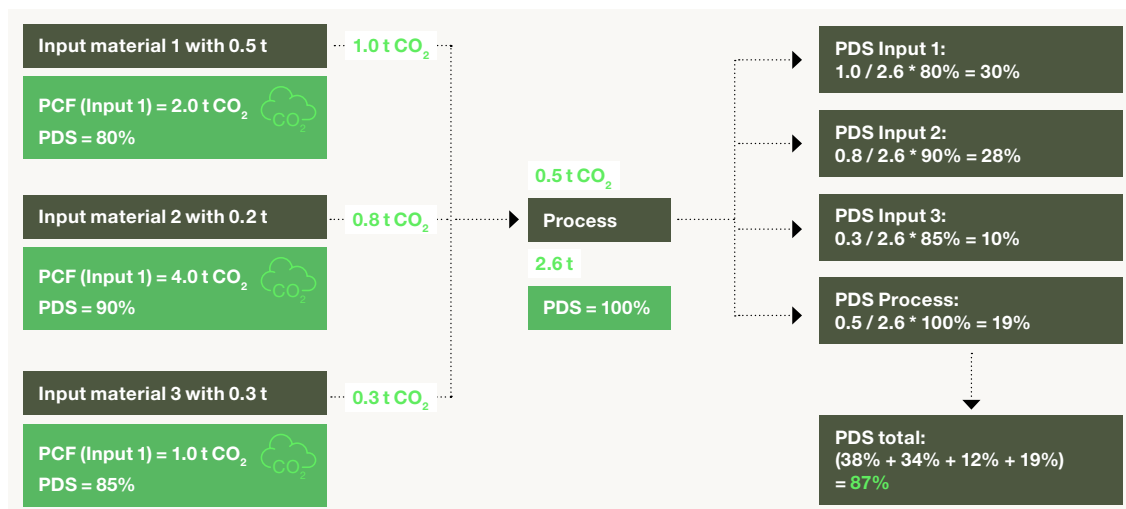 Input material 1 with 0.5 t
PCF (Input 1) = 2.0 t CO₂
CO₂
PDS = 80%
1.0 t CO₂
Input material 2 with 0.2 t
PCF (Input 1) = 4.0 t CO₂
CO₂
PDS = 90%
0.8 t CO₂
Input material 3 with 0.3 t
PCF (Input 1) = 1.0 t CO₂
CO₂
PDS = 85%
0.3 t CO₂
0.5 t CO₂
Process
2.6 t
PDS = 100%
PDS Input 1:
1.0 / 2.6 * 80% = 30%
PDS Input 2:
0.8 / 2.6 * 90% = 28%
PDS Input 3:
0.3 / 2.6 * 85% = 10%
PDS Process:
0.5 / 2.6 * 100% = 19%
PDS total:
(38% + 34% + 12% + 19%)
= 87%